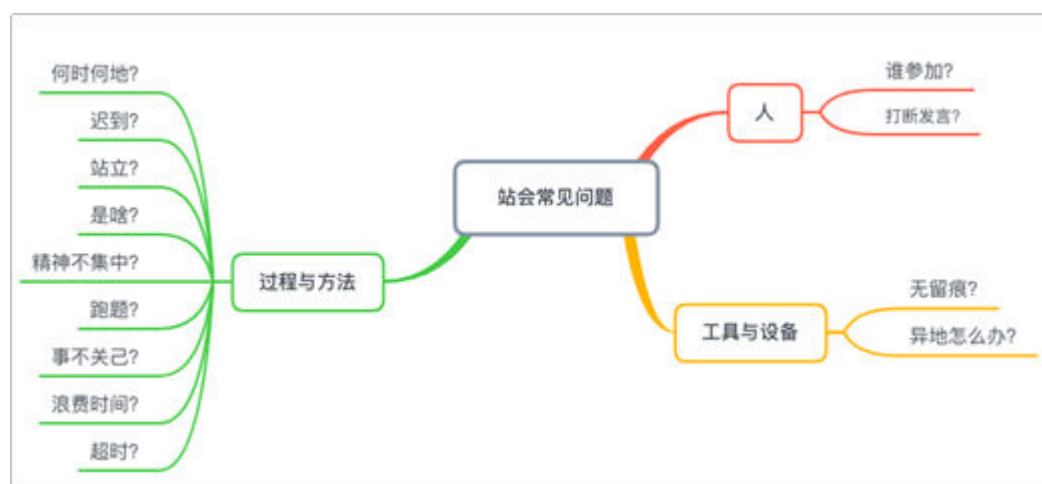 站会常见问题
人
谁参加?
打断发言?
工具与设备
无留痕?
异地怎么办?
过程与方法
何时何地?
迟到?
站立?
是啥?
精神不集中?
跑题?
事不关己?
浪费时间?
超时?